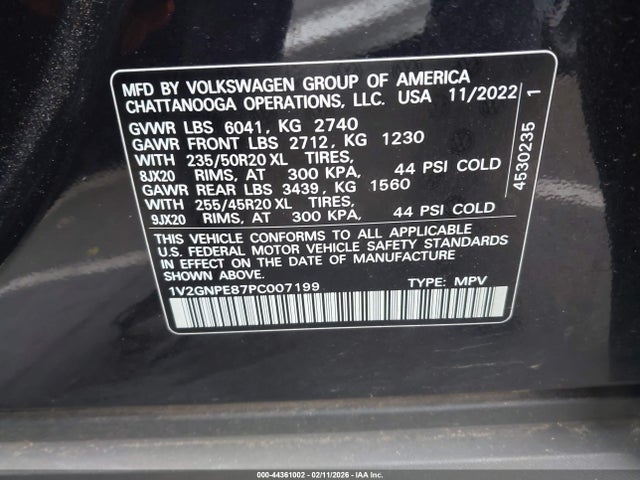 MFD BY VOLKSWAGEN GROUP OF AMERICA
CHATTANOOGA OPERATIONS, LLC. USA 11/2022
GVWR LBS 6041, KG 2740
GAWR FRONT LBS 2712, KG 1230
WITH 235/50R20 XL TIRES,
8JX20 RIMS, AT 300 KPA, 44 PSI COLD
GAWR REAR LBS 3439, KG 1560
WITH 255/45R20 XL TIRES,
9JX20 RIMS, AT 300 KPA, 44 PSI COLD
THIS VEHICLE CONFORMS TO ALL APPLICABLE
U.S. FEDERAL MOTOR VEHICLE SAFETY STANDARDS
IN EFFECT ON THE DATE OF MANUFACTURE
SHOWN ABOVE.
1V2GNPE87PC007199 TYPE: MPV
4530235 1
000-44361002 - 02/11/2026 - IAA Inc.